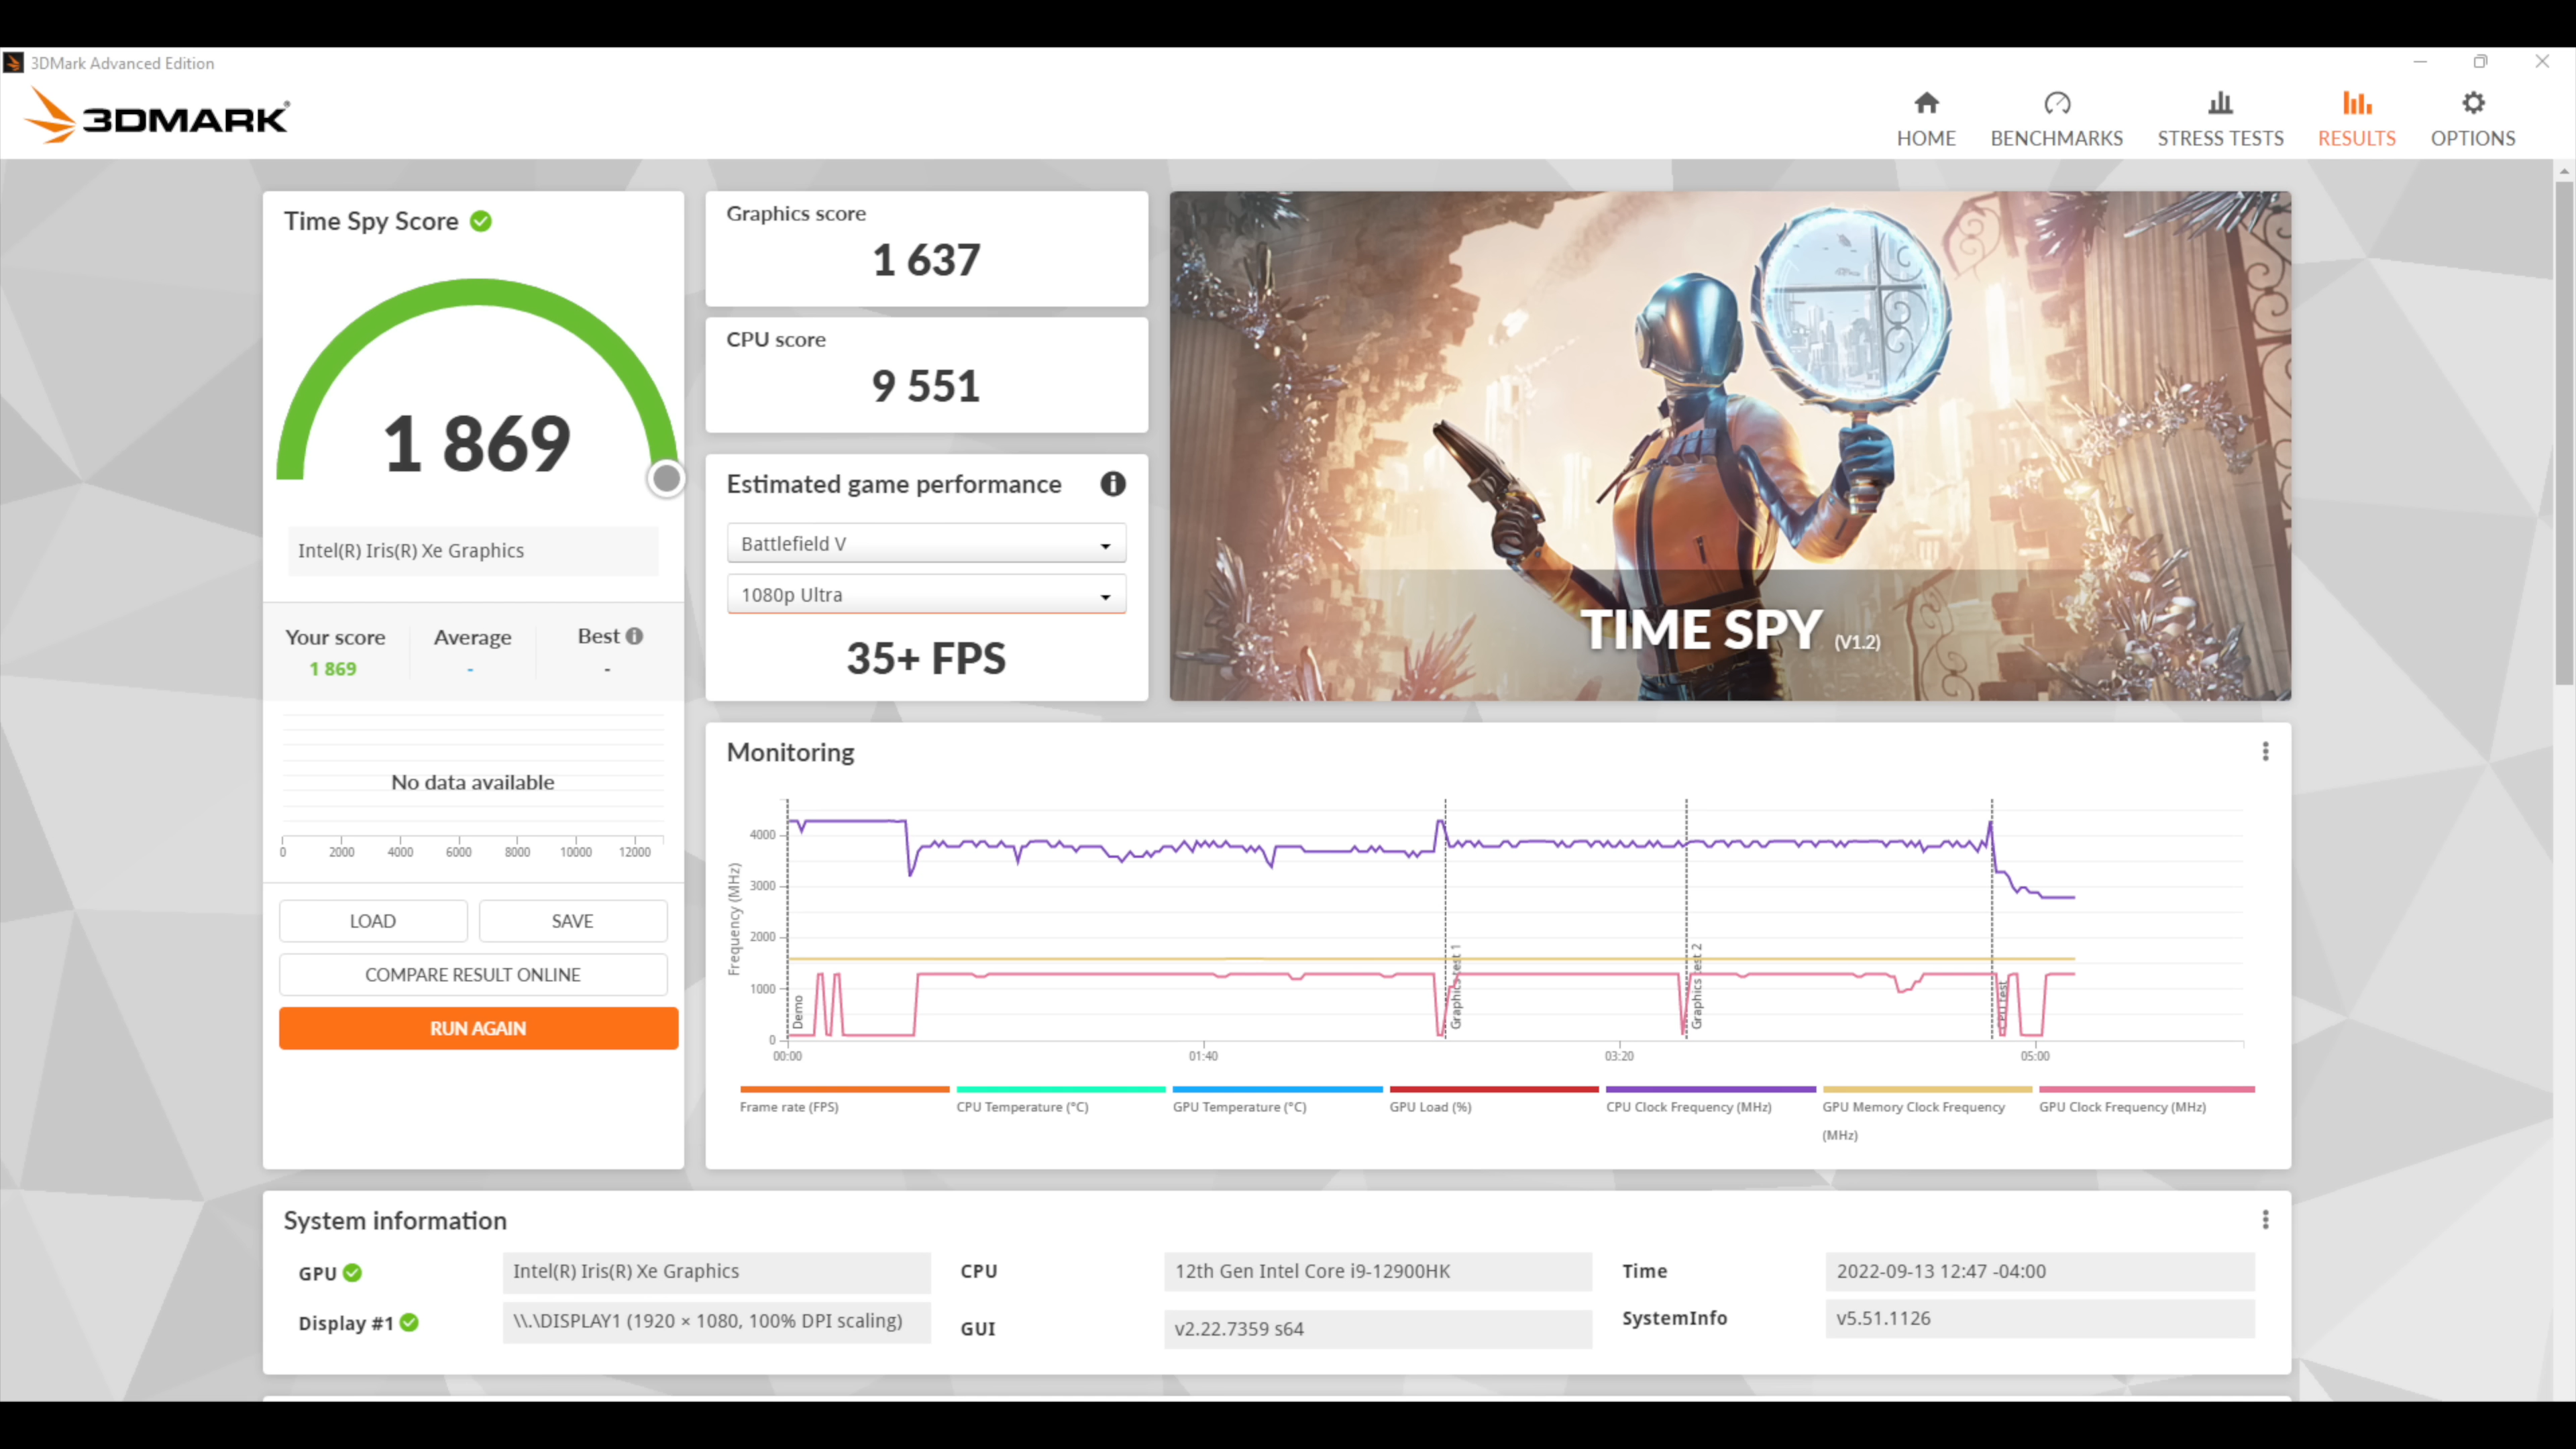 3DMark Advanced Edition
3DMARK®
HOME
BENCHMARKS
STRESS TESTS
RESULTS
OPTIONS
Time Spy Score
1 869
Intel(R) Iris(R) Xe Graphics
Your score
Average
Best
1 869
-
-
No data available
0 2000 4000 6000 8000 10000 12000
LOAD
SAVE
COMPARE RESULT ONLINE
RUN AGAIN
Graphics score
1 637
CPU score
9 551
Estimated game performance
Battlefield V
1080p Ultra
35+ FPS
TIME SPY (V1.2)
Monitoring
Frequency (MHz)
4000
3000
2000
1000
0
Demo
Graphics test 1
Graphics test 2
CPU test
00:00 01:40 03:20 05:00
Frame rate (FPS)
CPU Temperature (°C)
GPU Temperature (°C)
GPU Load (%)
CPU Clock Frequency (MHz)
GPU Memory Clock Frequency
(MHz)
GPU Clock Frequency (MHz)
System information
GPU
Intel(R) Iris(R) Xe Graphics
Display #1
\\.\DISPLAY1 (1920 × 1080, 100% DPI scaling)
CPU
12th Gen Intel Core i9-12900HK
GUI
v2.22.7359 s64
Time
2022-09-13 12:47 -04:00
SystemInfo
v5.51.1126